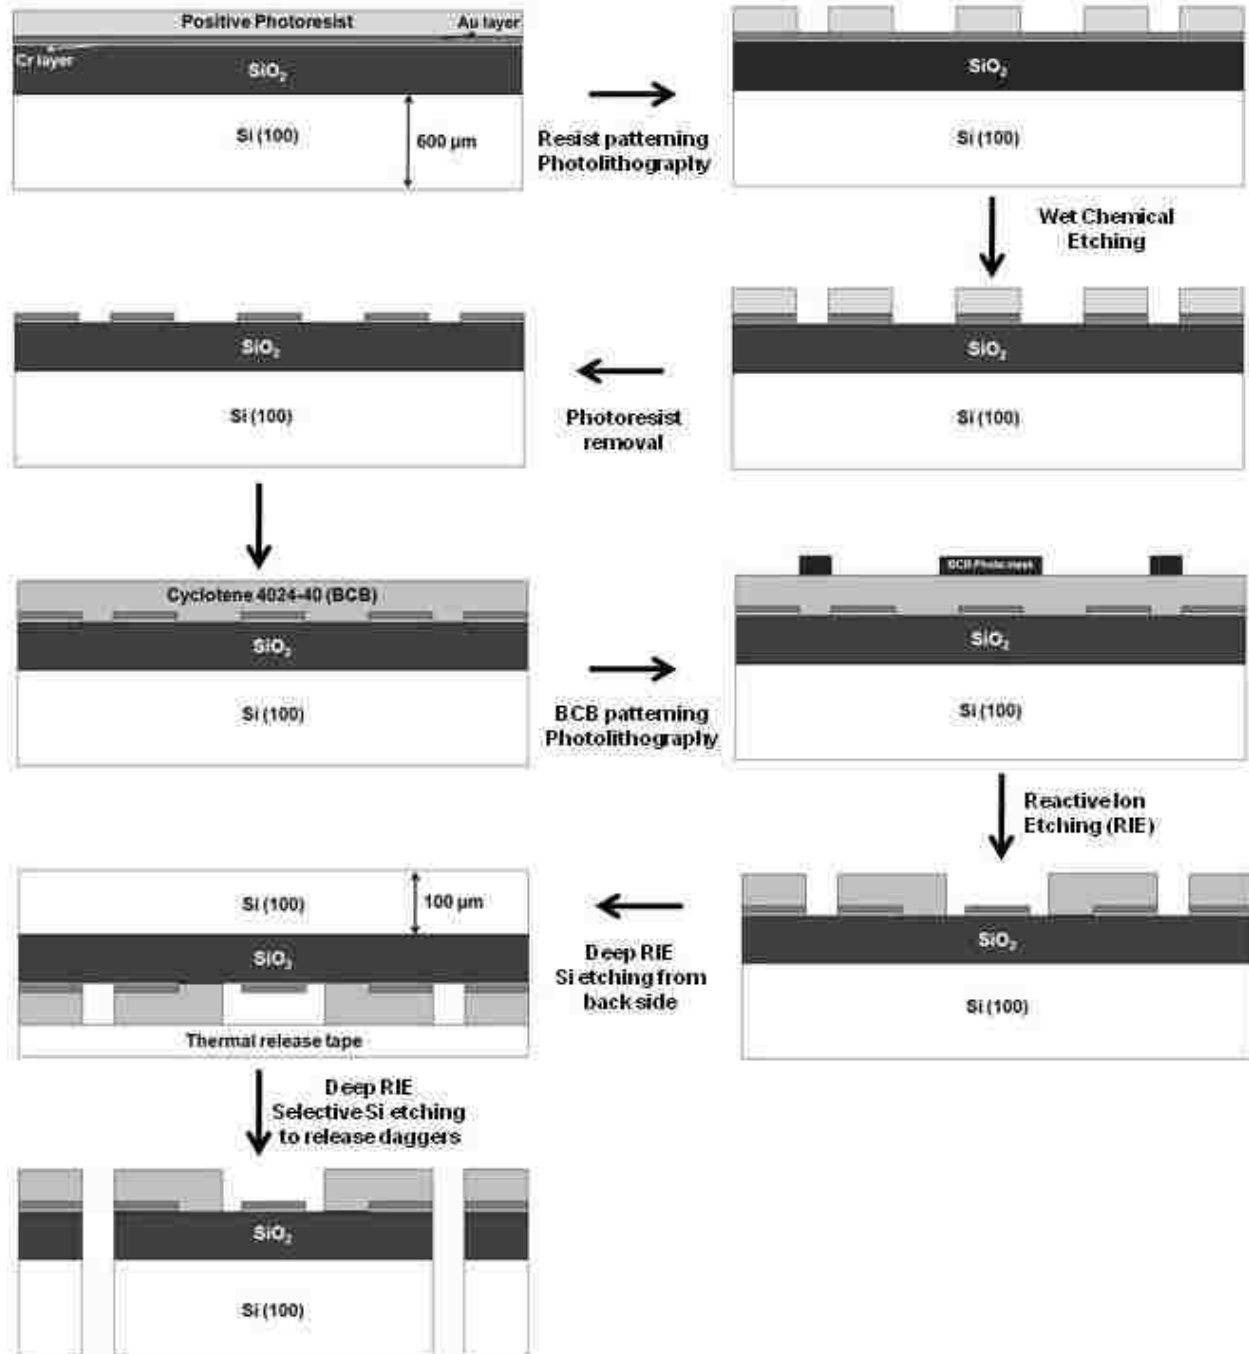 Positive Photoresist
Au layer
Cr layer
SiO₂
Si (100)
600 µm
Resist patterning
Photolithography
SiO₂
Si (100)
Wet Chemical
Etching
SiO₂
Si (100)
Photoresist
removal
SiO₂
Si (100)
Cyclotene 4024-40 (BCB)
SiO₂
Si (100)
BCB patterning
Photolithography
BCB Photo mask
SiO₂
Si (100)
Reactive Ion
Etching (RIE)
SiO₂
Si (100)
Deep RIE
Si etching from
back side
Si (100)
100 µm
SiO₂
Thermal release tape
Deep RIE
Selective Si etching
to release daggers
SiO₂
Si (100)